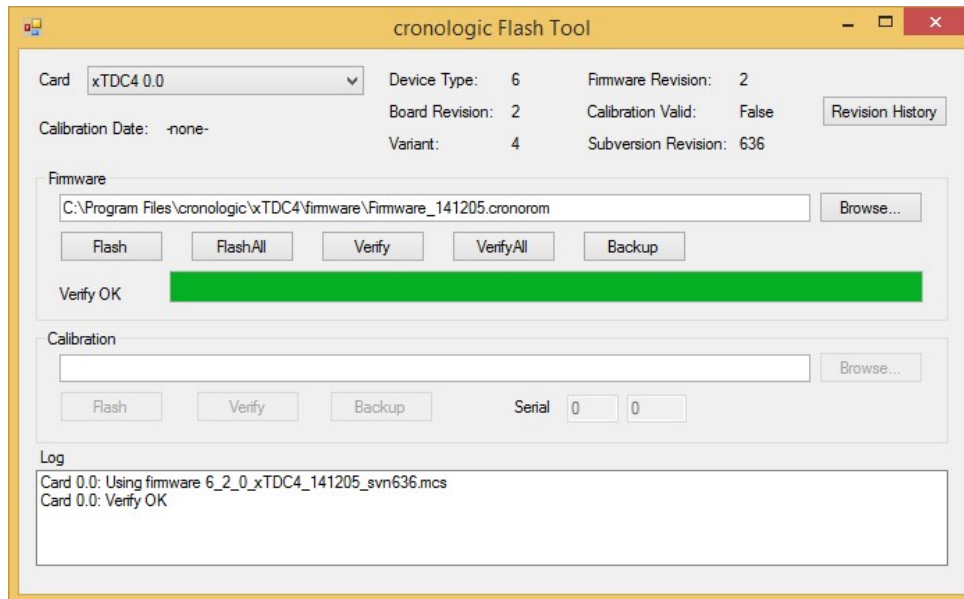 cronologic Flash Tool
Card xTDC4 0.0 Device Type: 6 Firmware Revision: 2
Board Revision: 2 Calibration Valid: False Revision History
Calibration Date: -none-
Variant: 4 Subversion Revision: 636
Firmware
C:\Program Files\cronologic\xTDC4\firmware\Firmware_141205.cronorom Browse...
Flash FlashAll Verify VerifyAll Backup
Verify OK
Calibration
Browse...
Flash Verify Backup Serial 0 0
Log
Card 0.0: Using firmware 6_2_0_xTDC4_141205_svn636.mcs
Card 0.0: Verify OK